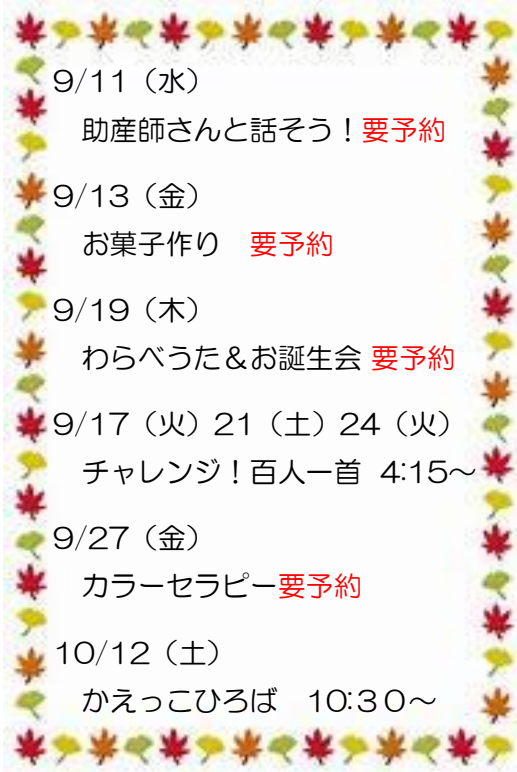 9/11（水）
助産師さんと話そう！要予約
9/13（金）
お菓子作り　要予約
9/19（木）
わらべうた＆お誕生会 要予約
9/17（火）21（土）24（火）
チャレンジ！百人一首 4:15～
9/27（金）
カラーセラピー要予約
10/12（土）
かえっこひろば　10:３０～